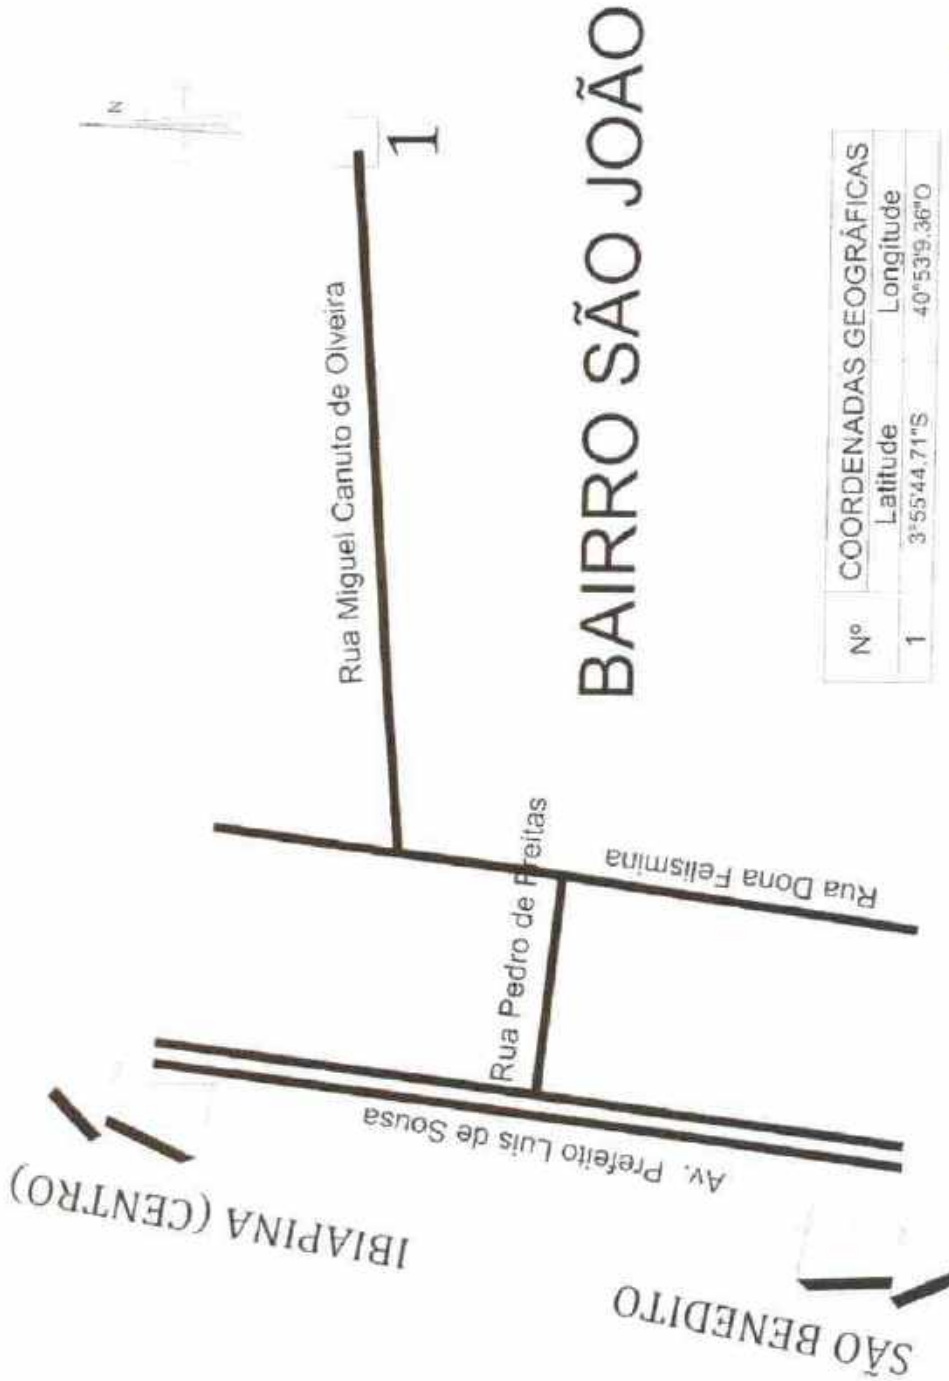 N
1
Rua Miguel Canuto de Olveira
BAIRRO SÃO JOÃO
Rua Pedro de Freitas
Rua Dona Felismina
Av. Prefeito Luis de Sousa
IBIAPINA (CENTRO)
SÃO BENEDITO
Nº COORDENADAS GEOGRÁFICAS
Latitude Longitude
1 3°55'44.71"S 40°53'9.36"O